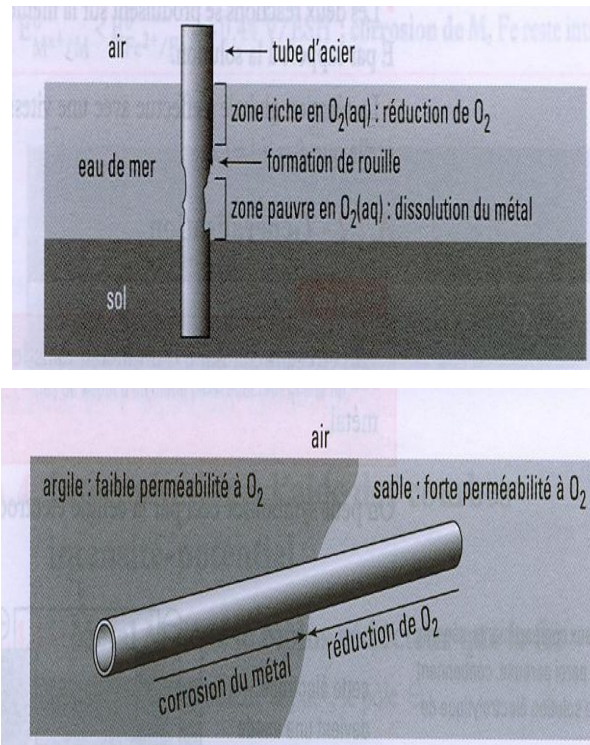 air
tube d'acier
zone riche en O₂(aq) : réduction de O₂
eau de mer
formation de rouille
zone pauvre en O₂(aq) : dissolution du métal
sol
air
argile : faible perméabilité à O₂
sable : forte perméabilité à O₂
corrosion du métal
réduction de O₂